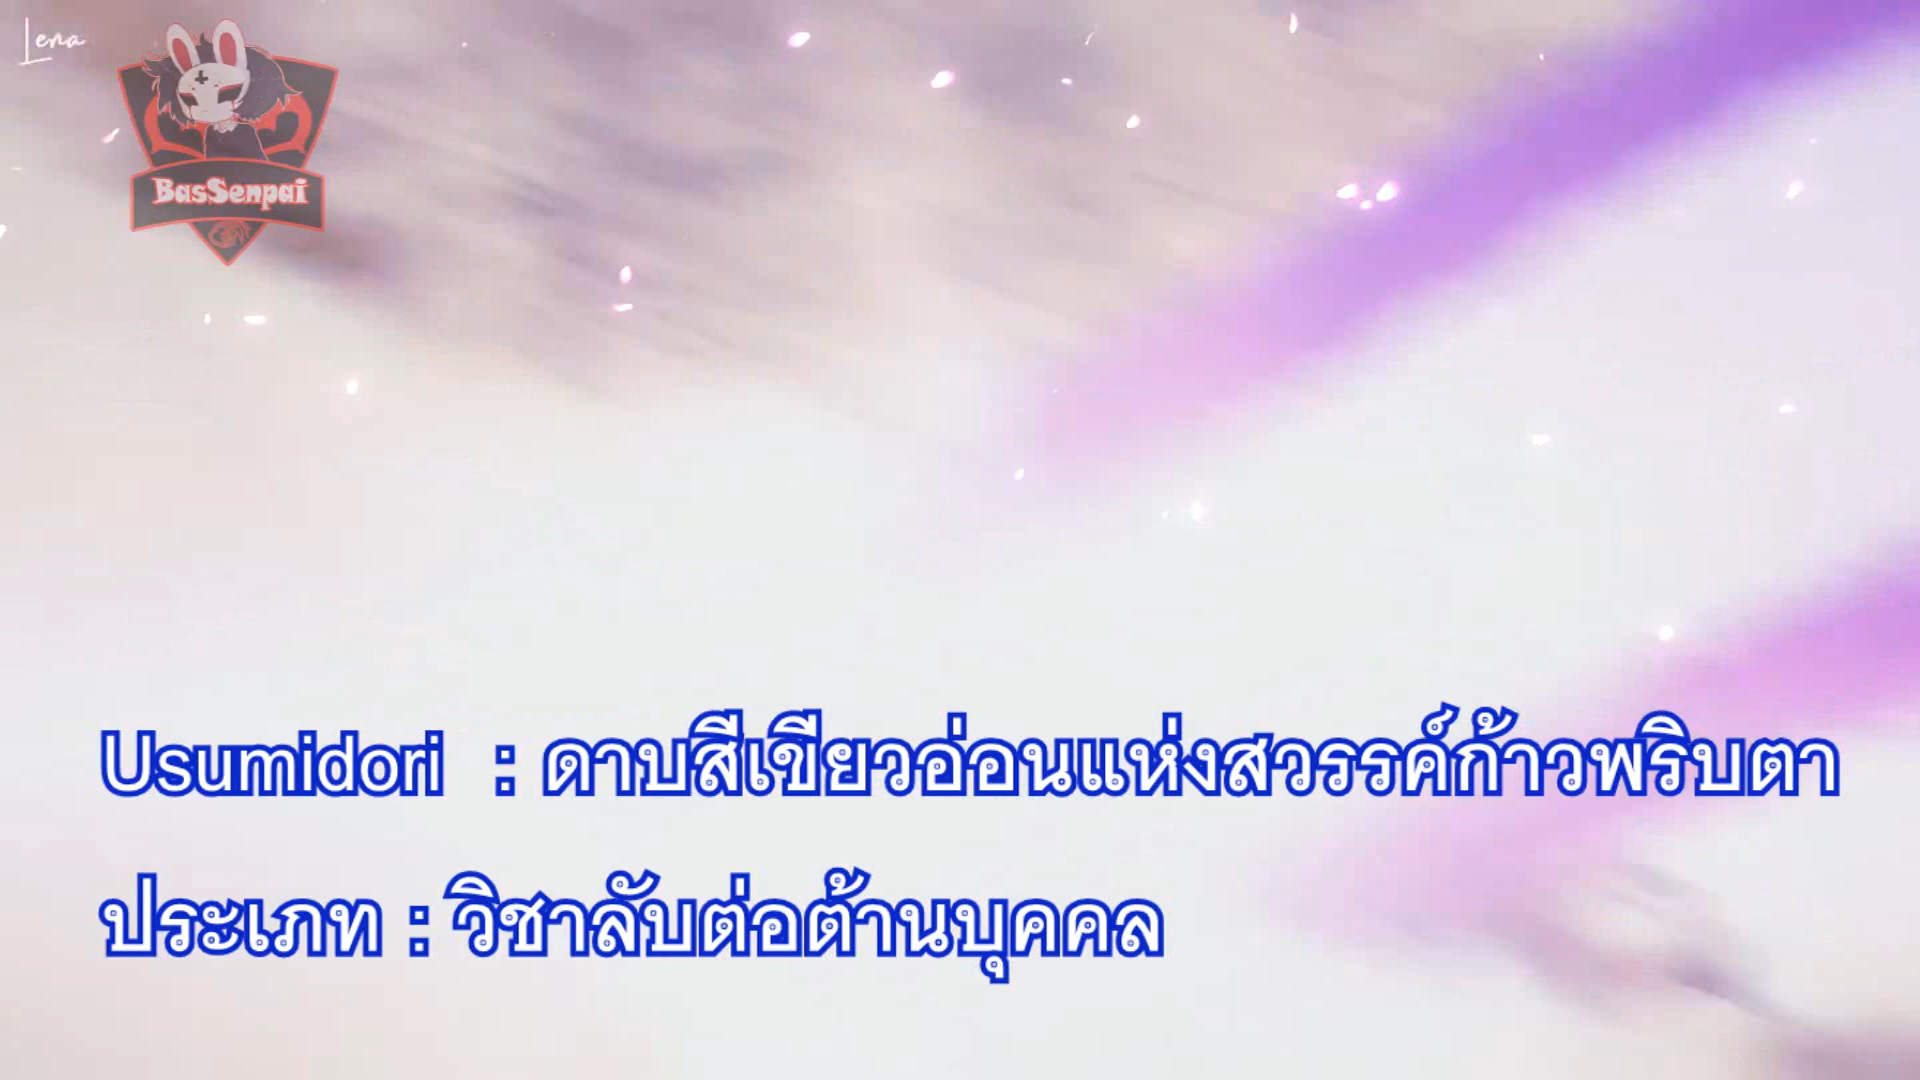 Lena
BasSenpai
Usumidori : ดาบสีเขียวอ่อนแห่งสวรรค์ก้าวพริบตา
ประเภท : วิชาลับต่อต้านบุคคล